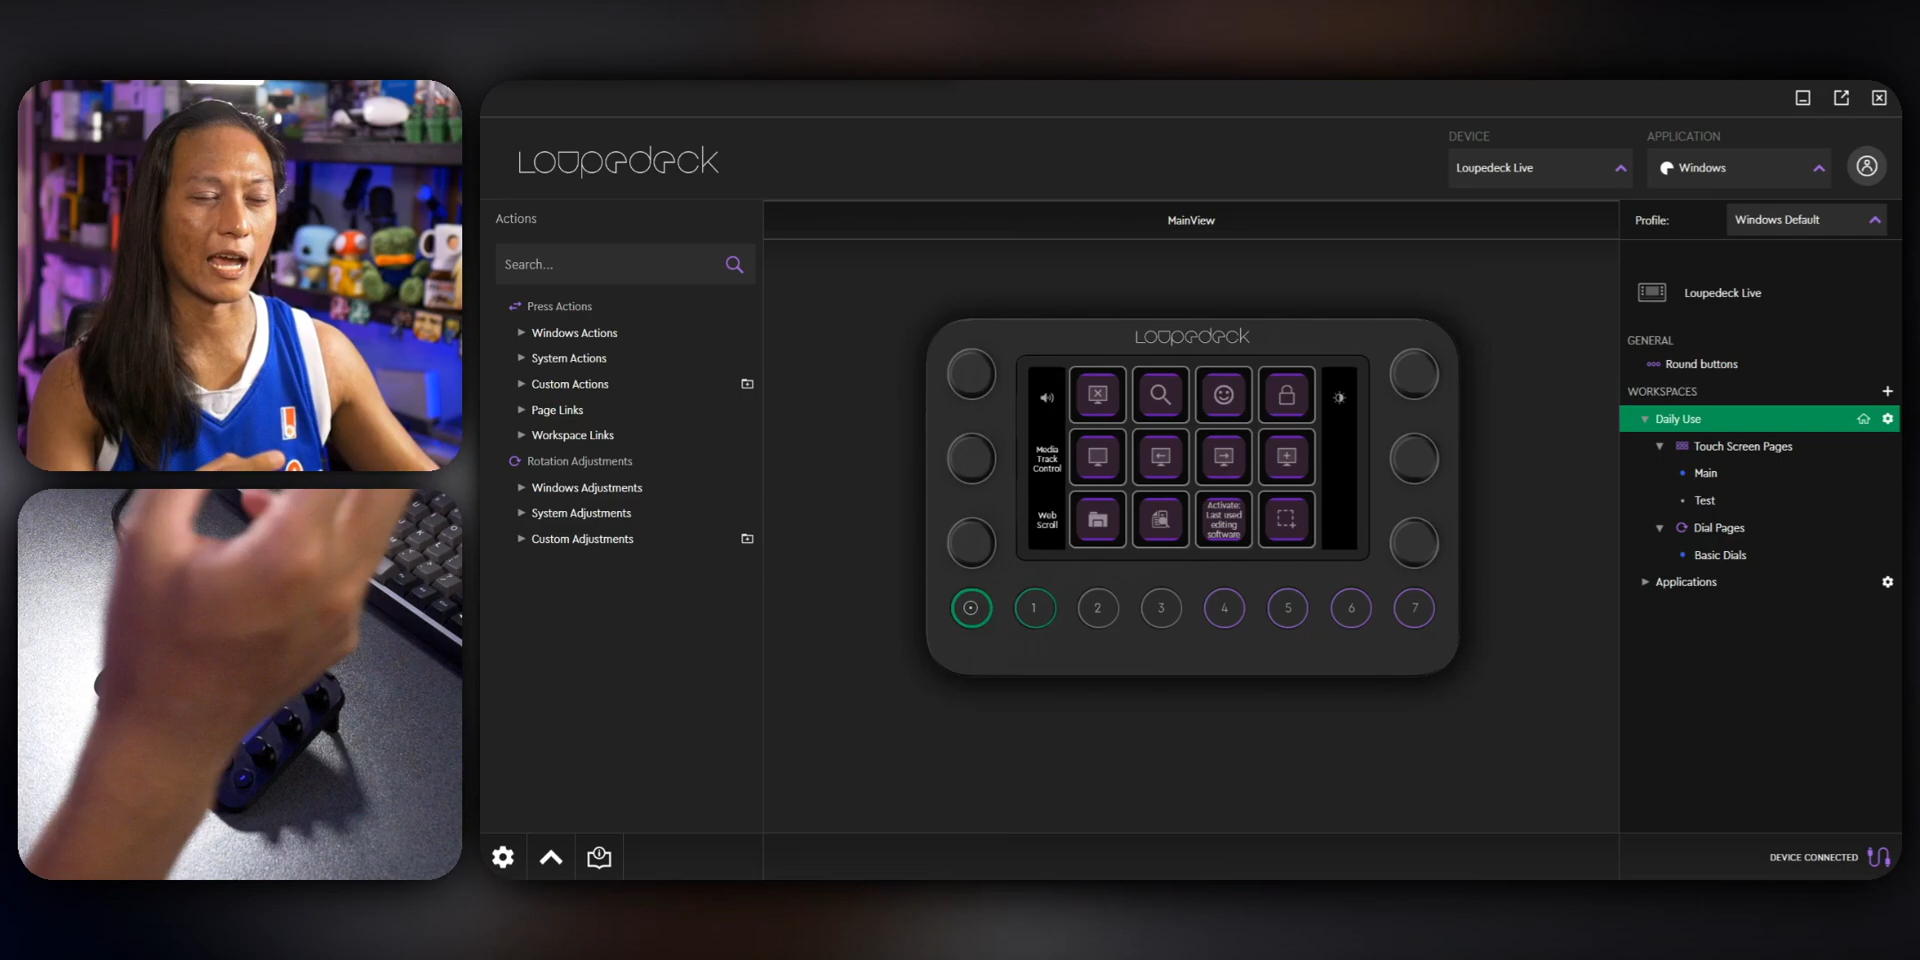 Loupedeck
DEVICE
Loupedeck Live
APPLICATION
Windows
Actions
Search...
Press Actions
Windows Actions
System Actions
Custom Actions
Page Links
Workspace Links
Rotation Adjustments
Windows Adjustments
System Adjustments
Custom Adjustments
MainView
Loupedeck
Media
Track
Control
Web
Scroll
Activate:
Last used
editing
software
1
2
3
4
5
6
7
Profile:
Windows Default
Loupedeck Live
GENERAL
Round buttons
WORKSPACES
Daily Use
Touch Screen Pages
Main
Test
Dial Pages
Basic Dials
Applications
DEVICE CONNECTED